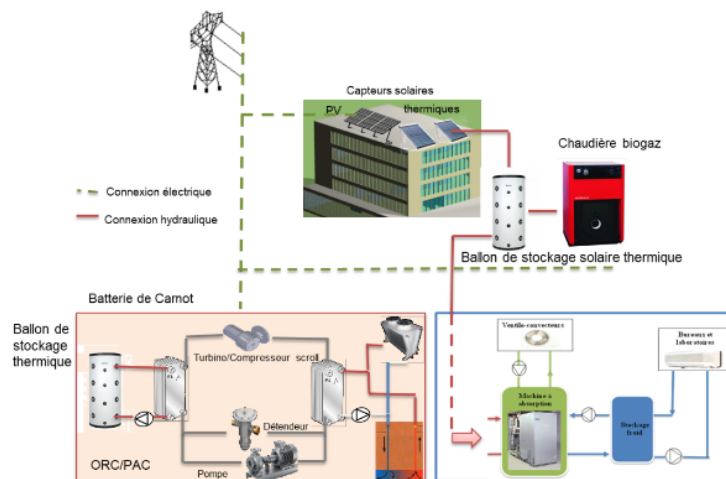 Capteurs solaires
PV thermiques
Chaudière biogaz
Connexion électrique
Connexion hydraulique
Ballon de stockage solaire thermique
Batterie de Carnot
Ballon de
stockage
thermique
Turbine/Compresseur scroll
Détendeur
Pompe
ORC/PAC
Ventilo-convecteurs
Bureaux et
laboratoires
Machine à
absorption
Stockage
froid